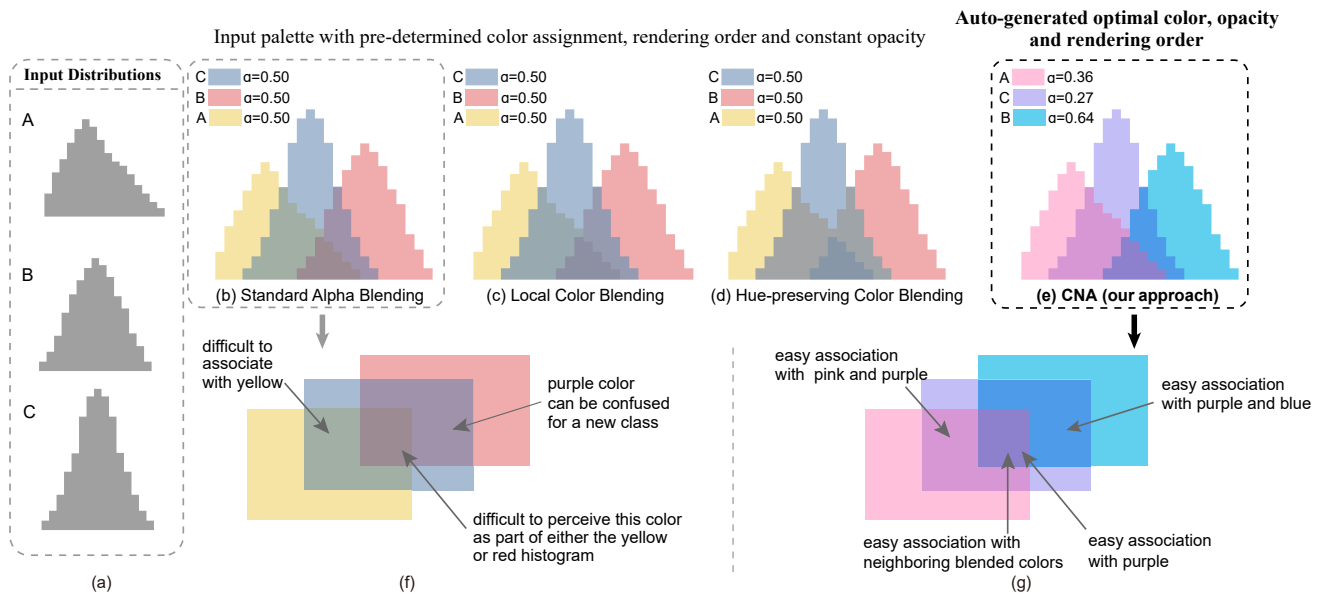 Input palette with pre-determined color assignment, rendering order and constant opacity
Auto-generated optimal color, opacity
and rendering order
Input Distributions
A
B
C
(a)
C ɑ=0.50
B ɑ=0.50
A ɑ=0.50
(b) Standard Alpha Blending
C ɑ=0.50
B ɑ=0.50
A ɑ=0.50
(c) Local Color Blending
C ɑ=0.50
B ɑ=0.50
A ɑ=0.50
(d) Hue-preserving Color Blending
A ɑ=0.36
C ɑ=0.27
B ɑ=0.64
(e) CNA (our approach)
difficult to
associate
with yellow
purple color
can be confused
for a new class
difficult to perceive this color
as part of either the yellow
or red histogram
(f)
easy association
with pink and purple
easy association
with purple and blue
easy association with
neighboring blended colors
easy association
with purple
(g)